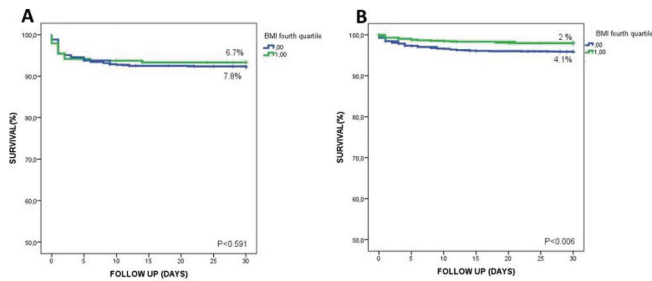 A
BMI fourth quartile
,00
1,00
100,0
90,0
80,0
70,0
60,0
50,0
6.7%
7.8%
P<0.591
0 5 10 15 20 25 30
SURVIVAL(%)
FOLLOW UP (DAYS)
B
BMI fourth quartile
,00
1,00
100,0
90,0
80,0
70,0
60,0
50,0
2 %
4.1%
P<0.006
0 5 10 15 20 25 30
SURVIVAL(%)
FOLLOW UP (DAYS)